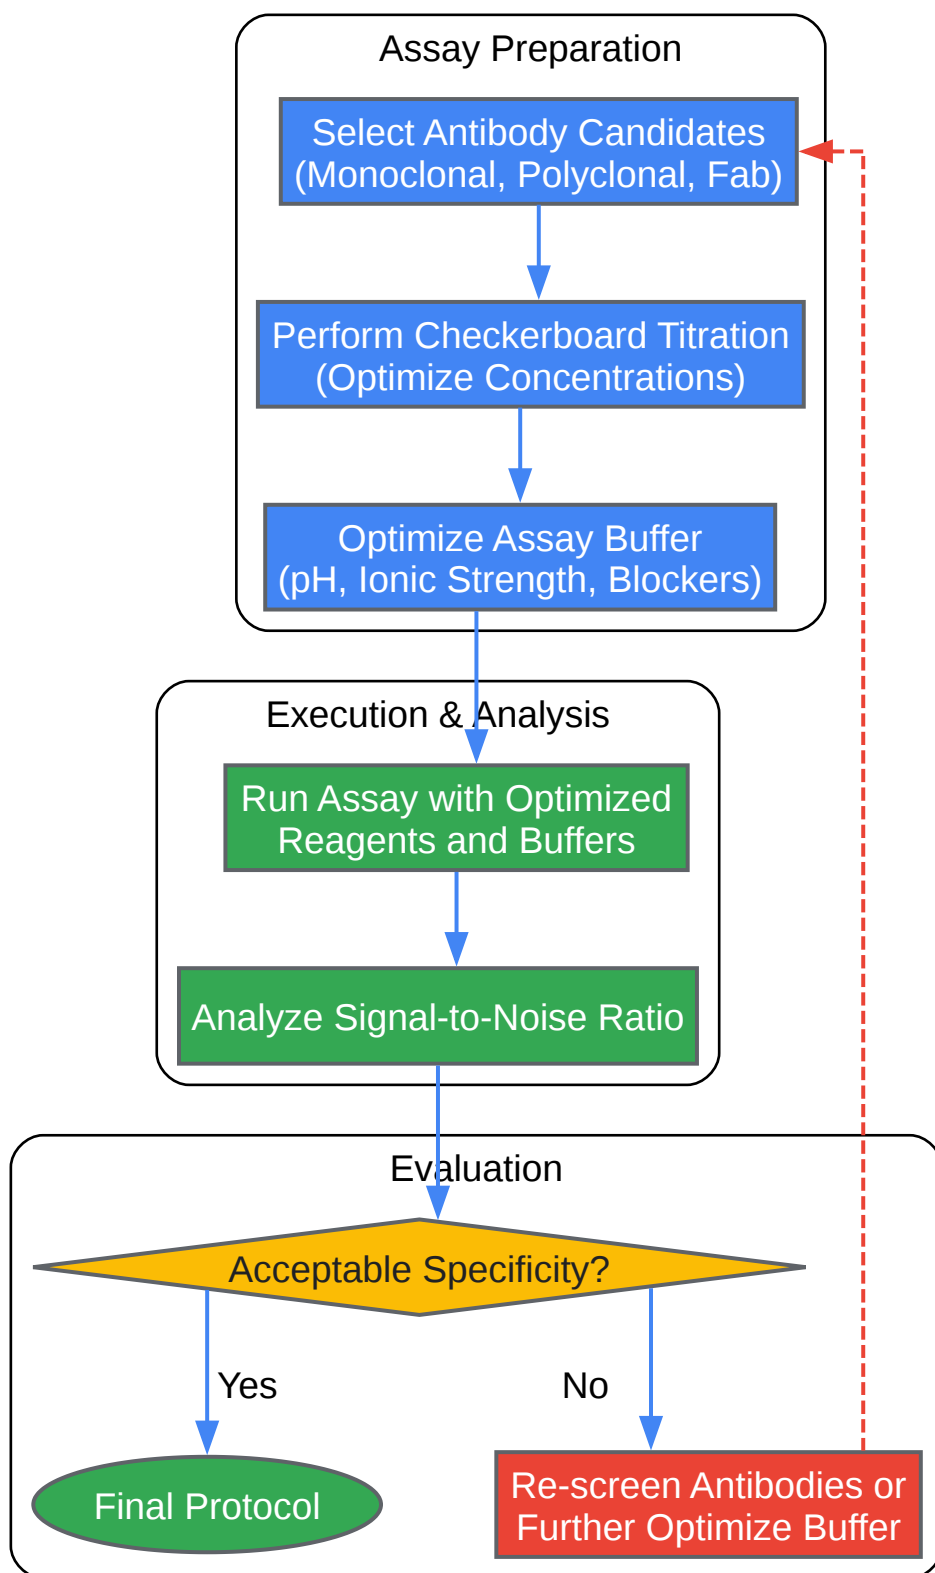 Assay Preparation
Select Antibody Candidates
(Monoclonal, Polyclonal, Fab)
Perform Checkerboard Titration
(Optimize Concentrations)
Optimize Assay Buffer
(pH, Ionic Strength, Blockers)
Execution & Analysis
Run Assay with Optimized
Reagents and Buffers
Analyze Signal-to-Noise Ratio
Evaluation
Acceptable Specificity?
Yes
No
Final Protocol
Re-screen Antibodies or
Further Optimize Buffer